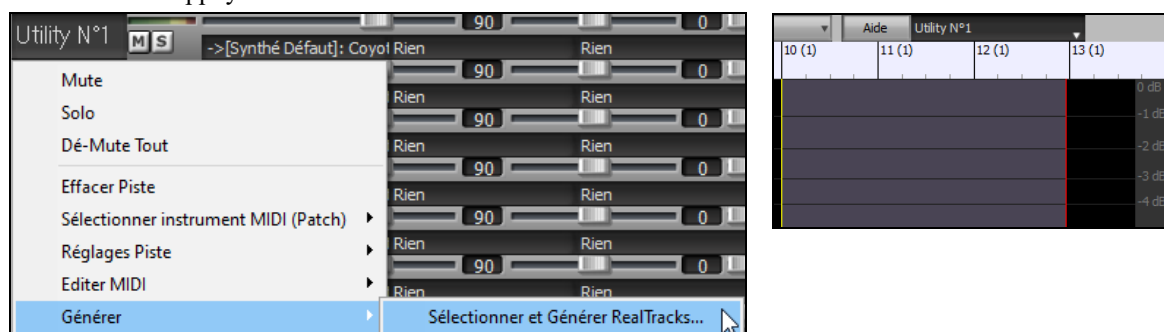 90 0
Utility N°1 M S ->[Synthé Défaut]: Coyot Rien Rien
90 0
Mute
Rien Rien
Solo
90 0
Dé-Mute Tout
Rien Rien
90 0
Effacer Piste
Rien Rien
Sélectionner instrument MIDI (Patch)
90 0
Réglages Piste
Rien Rien
90 0
Editer MIDI
Rien Rien
Générer
Sélectionner et Générer RealTracks...
Aide Utility N°1
10 (1) 11 (1) 12 (1) 13 (1)
0 dB
-1 dB
-2 dB
-3 dB
-4 dB